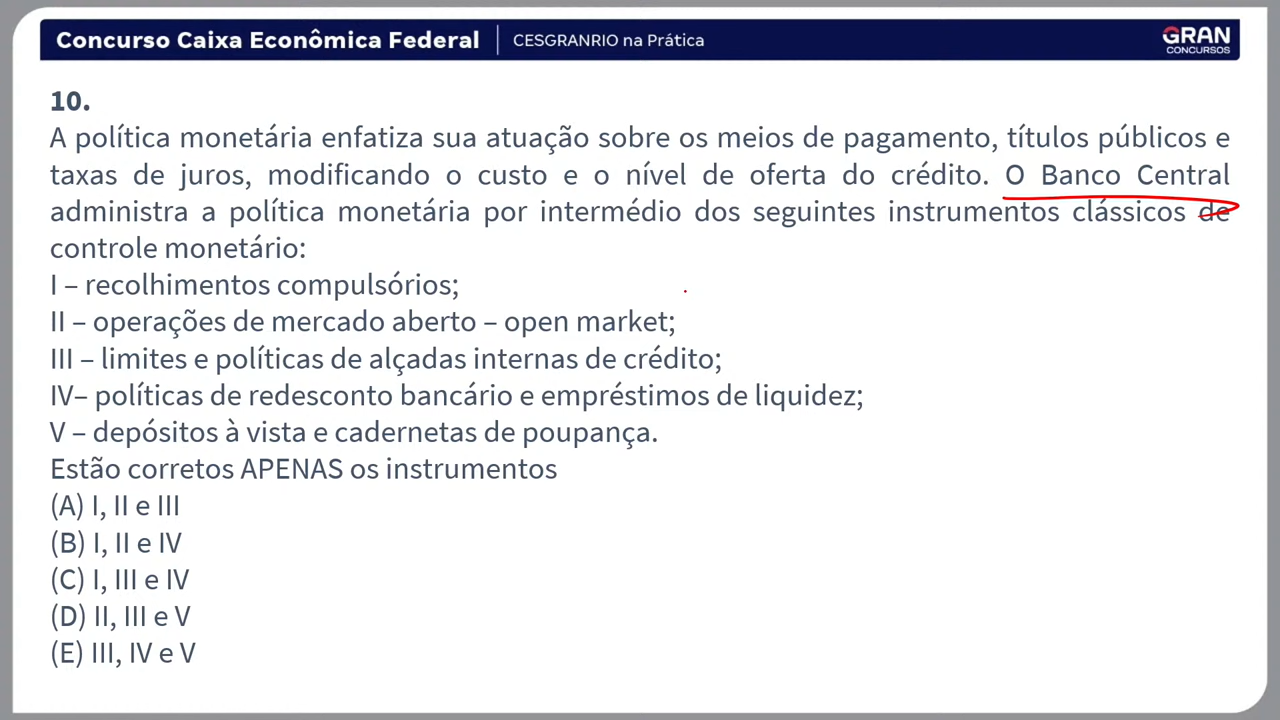 Concurso Caixa Econômica Federal
CESGRANRIO na Prática
GRAN
CONCURSOS
10.
A política monetária enfatiza sua atuação sobre os meios de pagamento, títulos públicos e
taxas de juros, modificando o custo e o nível de oferta do crédito. O Banco Central
administra a política monetária por intermédio dos seguintes instrumentos clássicos de
controle monetário:
I – recolhimentos compulsórios;
II – operações de mercado aberto – open market;
III – limites e políticas de alçadas internas de crédito;
IV– políticas de redesconto bancário e empréstimos de liquidez;
V – depósitos à vista e cadernetas de poupança.
Estão corretos APENAS os instrumentos
(A) I, II e III
(B) I, II e IV
(C) I, III e IV
(D) II, III e V
(E) III, IV e V